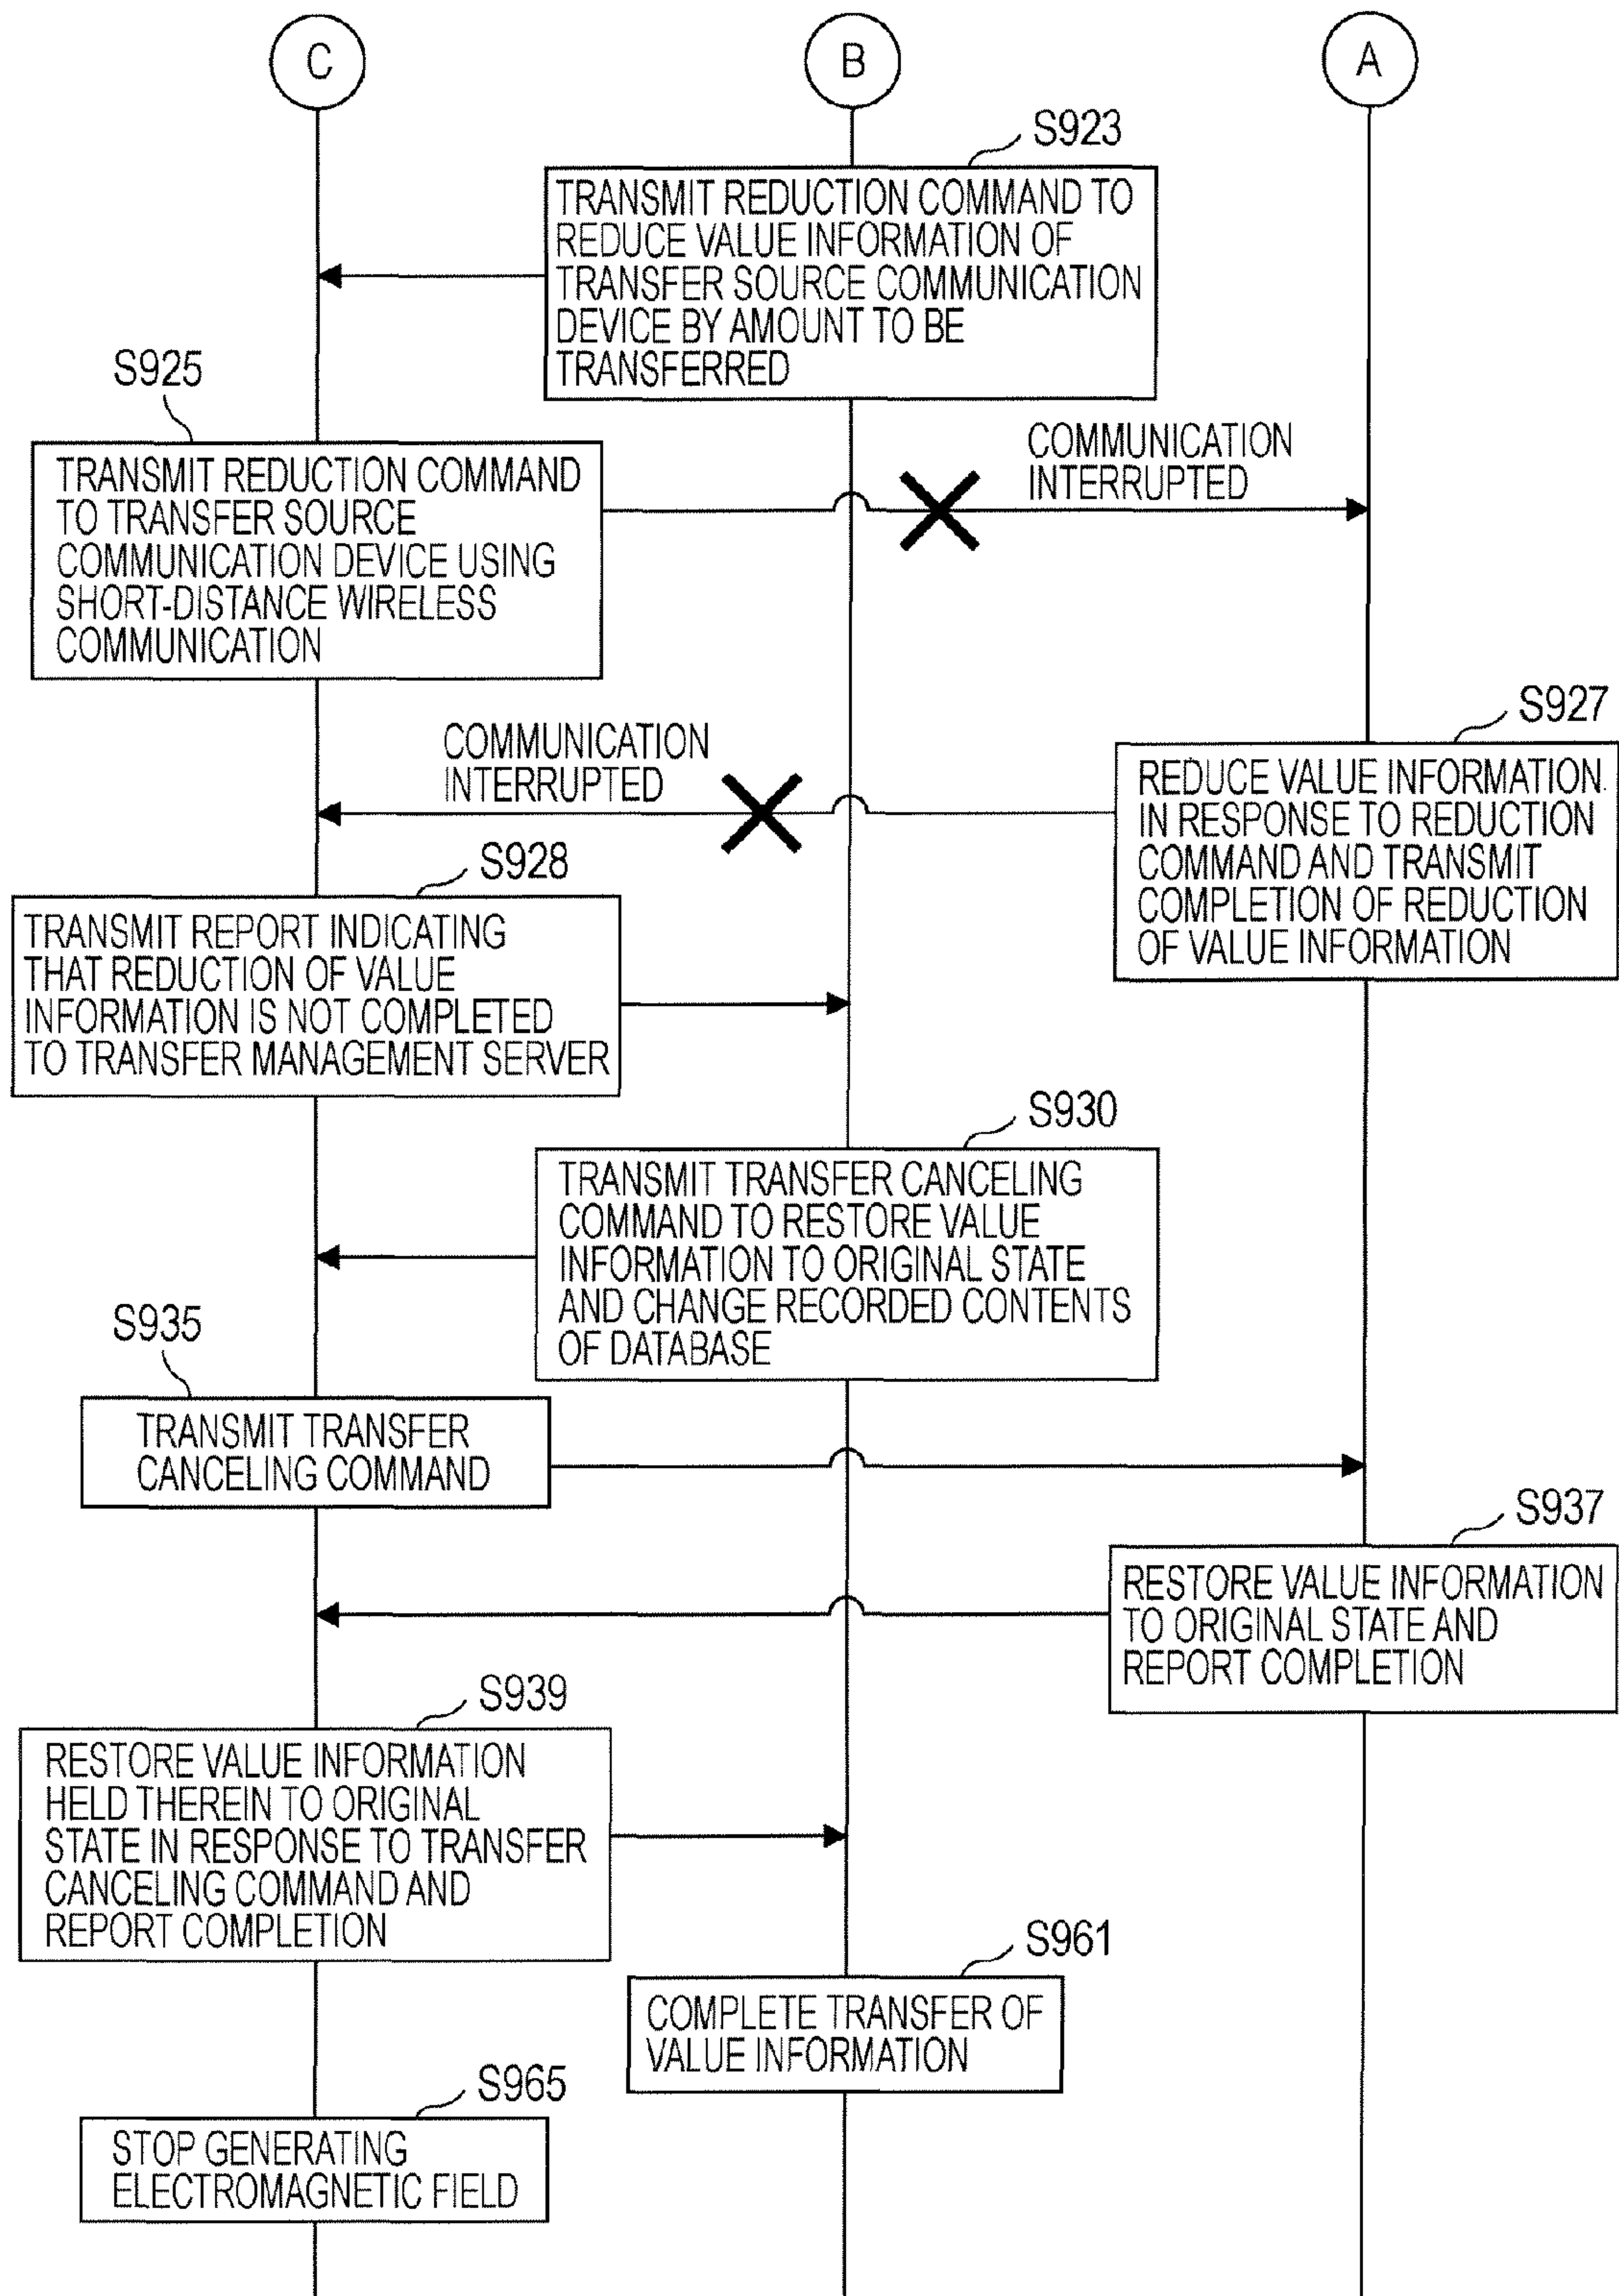 C
B
A
S923
TRANSMIT REDUCTION COMMAND TO
REDUCE VALUE INFORMATION OF
TRANSFER SOURCE COMMUNICATION
DEVICE BY AMOUNT TO BE
TRANSFERRED
S925
TRANSMIT REDUCTION COMMAND
TO TRANSFER SOURCE
COMMUNICATION DEVICE USING
SHORT-DISTANCE WIRELESS
COMMUNICATION
COMMUNICATION
INTERRUPTED
S927
REDUCE VALUE INFORMATION
IN RESPONSE TO REDUCTION
COMMAND AND TRANSMIT
COMPLETION OF REDUCTION
OF VALUE INFORMATION
COMMUNICATION
INTERRUPTED
S928
TRANSMIT REPORT INDICATING
THAT REDUCTION OF VALUE
INFORMATION IS NOT COMPLETED
TO TRANSFER MANAGEMENT SERVER
S930
TRANSMIT TRANSFER CANCELING
COMMAND TO RESTORE VALUE
INFORMATION TO ORIGINAL STATE
AND CHANGE RECORDED CONTENTS
OF DATABASE
S935
TRANSMIT TRANSFER
CANCELING COMMAND
S937
RESTORE VALUE INFORMATION
TO ORIGINAL STATE AND
REPORT COMPLETION
S939
RESTORE VALUE INFORMATION
HELD THEREIN TO ORIGINAL
STATE IN RESPONSE TO TRANSFER
CANCELING COMMAND AND
REPORT COMPLETION
S961
COMPLETE TRANSFER OF
VALUE INFORMATION
S965
STOP GENERATING
ELECTROMAGNETIC FIELD